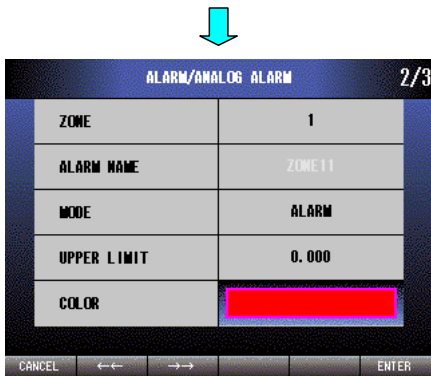 ALARM/ANALOG ALARM 2/3
ZONE 1
ALARM NAME ZONE11
MODE ALARM
UPPER LIMIT 0.000
COLOR
CANCEL ←← →→ ENTER